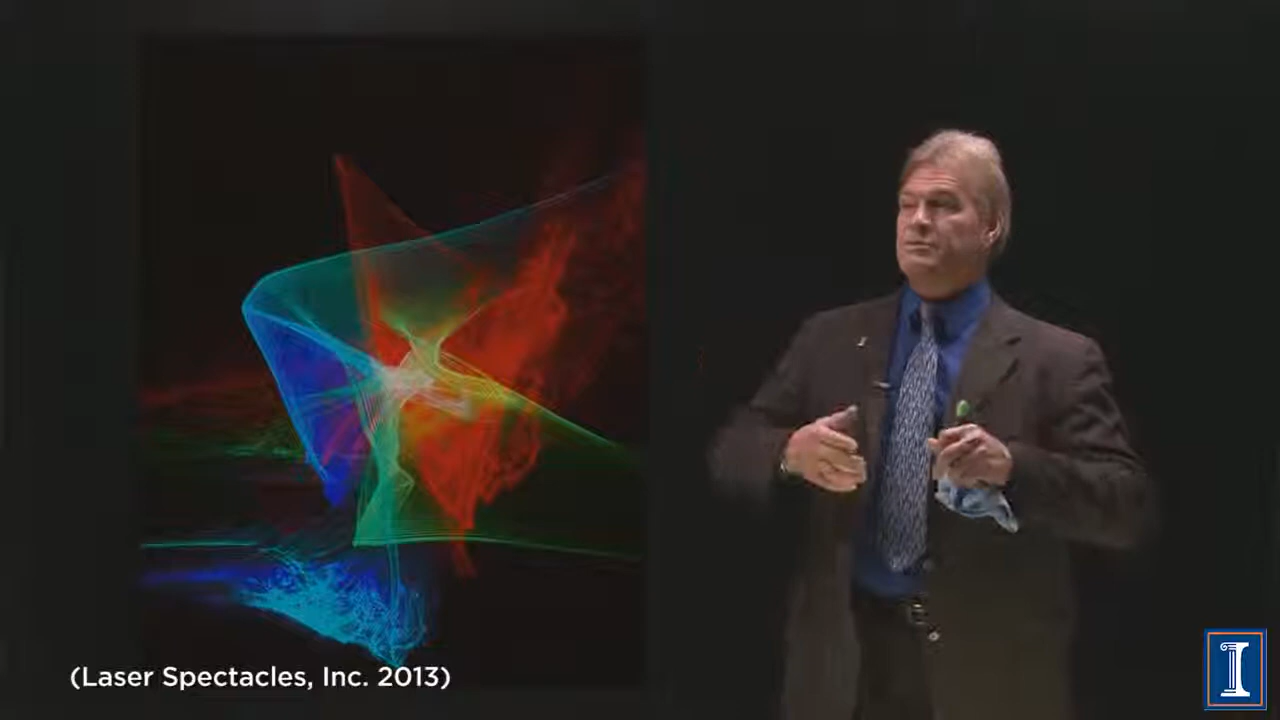 (Laser Spectacles, Inc. 2013)
I